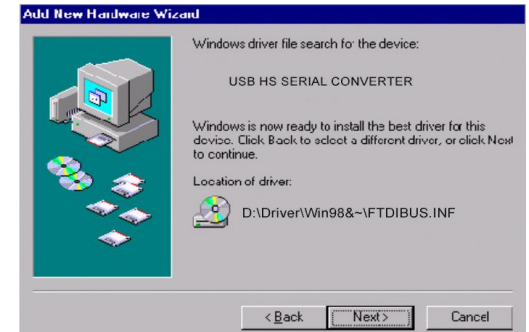 Add New Hardware Wizard
Windows driver file search for the device:
USB HS SERIAL CONVERTER
Windows is now ready to install the best driver for this
device. Click Back to select a different driver, or click Next
to continue.
Location of driver:
D:\Driver\Win98&~\FTDIBUS.INF
< Back
Next >
Cancel